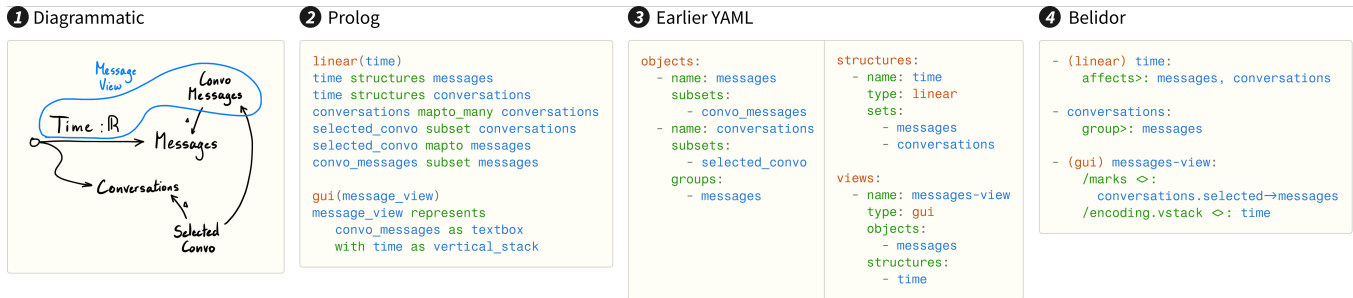 1 Diagrammatic
Message
View
Convo
Messages
Time : ℝ
Messages
Conversations
Selected
Convo
2 Prolog
linear(time)
time structures messages
time structures conversations
conversations mapto_many conversations
selected_convo subset conversations
selected_convo mapto messages
convo_messages subset messages
gui(message_view)
message_view represents
convo_messages as textbox
with time as vertical_stack
3 Earlier YAML
objects:
- name: messages
subsets:
- convo_messages
- name: conversations
subsets:
- selected_convo
groups:
- messages
structures:
- name: time
type: linear
sets:
- messages
- conversations
views:
- name: messages-view
type: gui
objects:
- messages
structures:
- time
4 Belidor
- (linear) time:
affects>: messages, conversations
- conversations:
group>: messages
- (gui) messages-view:
/marks <>:
conversations.selected→messages
/encoding.vstack <>: time